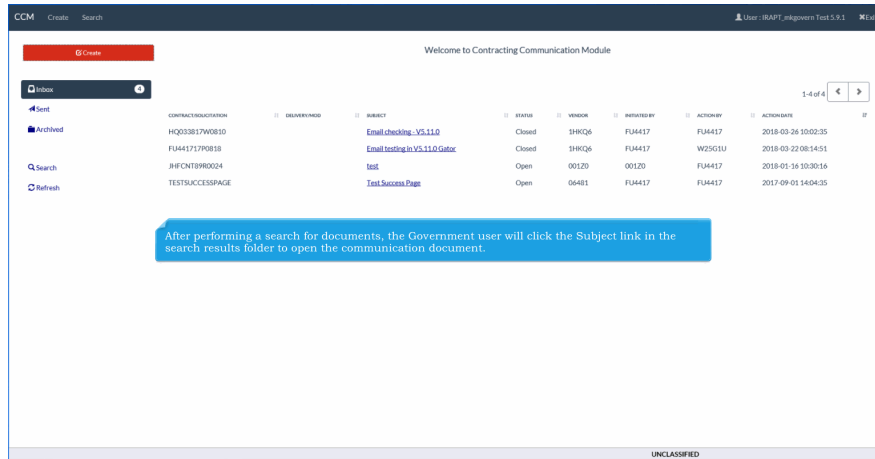 CCM Create Search User : IRAPT_mkgovern Test 5.9.1 Exi
Create
Welcome to Contracting Communication Module
Inbox 4
1-4 of 4
Sent
Archived
Search
Refresh
CONTRACT/SOLICITATION DELIVERY/MOD SUBJECT STATUS VENDOR INITIATED BY ACTION BY ACTION DATE
HQ033817W0810 Email checking - V5.11.0 Closed 1HKQ6 FU4417 FU4417 2018-03-26 10:02:35
FU441717P0818 Email testing in V5.11.0 Gator Closed 1HKQ6 FU4417 W25G1U 2018-03-22 08:14:51
JHFCNT89R0024 test Open 001Z0 001Z0 FU4417 2018-01-16 10:30:16
TESTSUCCESSPAGE Test Success Page Open 06481 FU4417 FU4417 2017-09-01 14:04:35
After performing a search for documents, the Government user will click the Subject link in the
search results folder to open the communication document.
UNCLASSIFIED